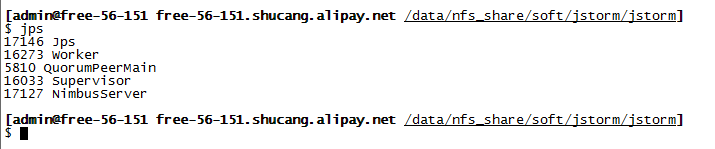 [admin@free-56-151 free-56-151.shucang.alipay.net /data/nfs_share/soft/jstorm/jstorm]
$ jps
17146 Jps
16273 Worker
5810 QuorumPeerMain
16033 Supervisor
17127 NimbusServer
[admin@free-56-151 free-56-151.shucang.alipay.net /data/nfs_share/soft/jstorm/jstorm]
$